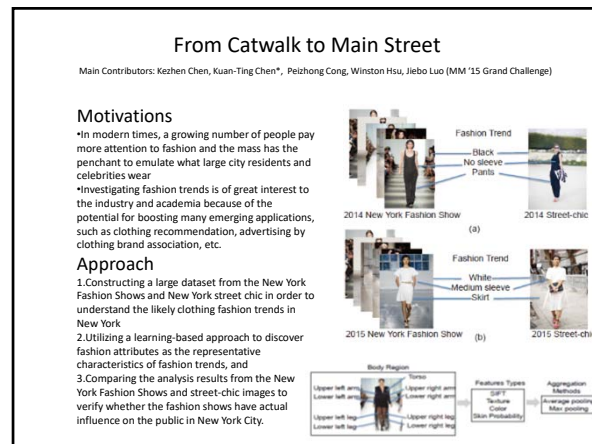 From Catwalk to Main Street
Main Contributors: Kezhen Chen, Kuan-Ting Chen*, Peizhong Cong, Winston Hsu, Jiebo Luo (MM '15 Grand Challenge)
Motivations
•In modern times, a growing number of people pay
more attention to fashion and the mass has the
penchant to emulate what large city residents and
celebrities wear
•Investigating fashion trends is of great interest to
the industry and academia because of the
potential for boosting many emerging applications,
such as clothing recommendation, advertising by
clothing brand association, etc.
Approach
1.Constructing a large dataset from the New York
Fashion Shows and New York street chic in order to
understand the likely clothing fashion trends in
New York
2.Utilizing a learning-based approach to discover
fashion attributes as the representative
characteristics of fashion trends, and
3.Comparing the analysis results from the New
York Fashion Shows and street-chic images to
verify whether the fashion shows have actual
influence on the public in New York City.
Fashion Trend
Black
No sleeve
Pants
2014 New York Fashion Show
2014 Street-chic
(a)
Fashion Trend
White
Medium sleeve
Skirt
2015 New York Fashion Show
(b)
2015 Street-chic
Body Region
Torso
Upper left arm
Upper right arm
Lower left arm
Lower right arm
Upper left leg
Upper right leg
Lower left leg
Lower right leg
Features Types
SIFT
Texture
Color
Skin Probability
Aggregation
Methods
Average pooling
Max pooling